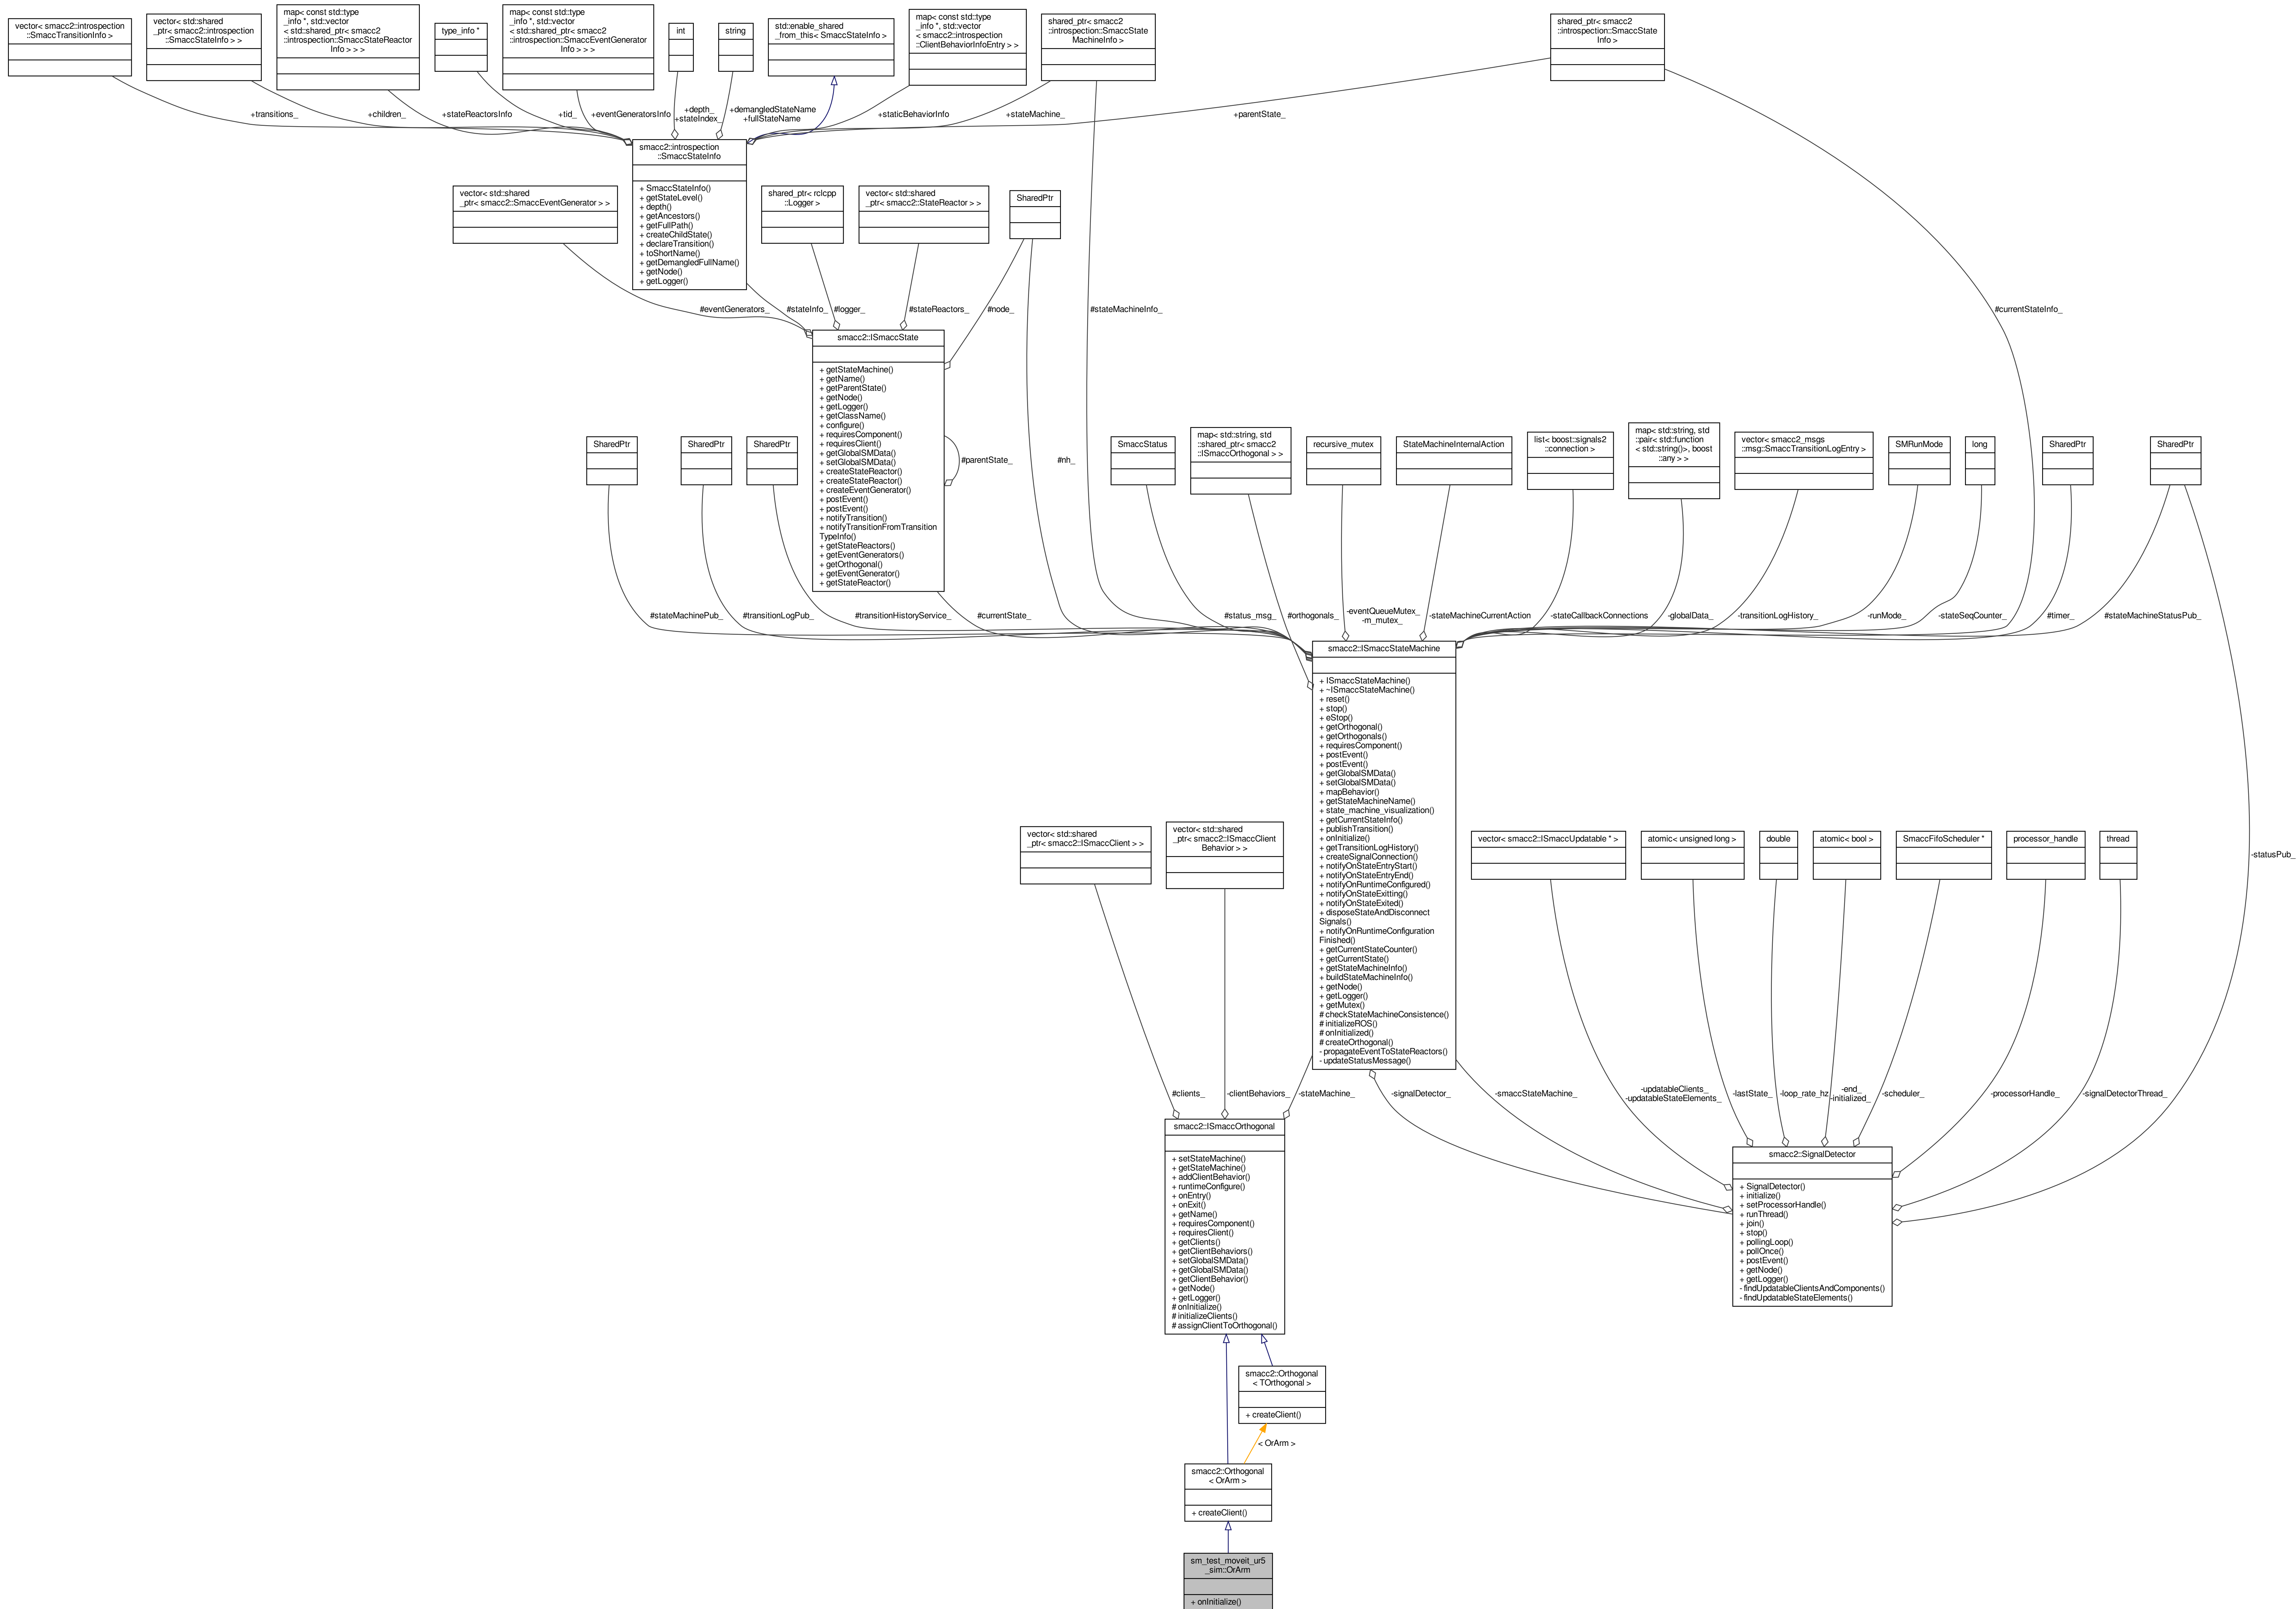 vector< smacc2::introspection
::SmaccTransitionInfo >
vector< std::shared
_ptr< smacc2::introspection
::SmaccStateInfo > >
map< const std::type
_info *, std::vector
< std::shared_ptr< smacc2
::introspection::SmaccStateReactor
Info > > >
type_info *
map< const std::type
_info *, std::vector
< std::shared_ptr< smacc2
::introspection::SmaccEventGenerator
Info > > >
int
string
std::enable_shared
_from_this< SmaccStateInfo >
map< const std::type
_info *, std::vector
< smacc2::introspection
::ClientBehaviorInfoEntry > >
shared_ptr< smacc2
::introspection::SmaccState
MachineInfo >
shared_ptr< smacc2
::introspection::SmaccState
Info >
+transitions_
+children_
+stateReactorsInfo
+tid_
+eventGeneratorsInfo
+depth_
+stateIndex_
+demangledStateName
+fullStateName
+staticBehaviorInfo
+stateMachine_
+parentState_
smacc2::introspection
::SmaccStateInfo
+ SmaccStateInfo()
+ getStateLevel()
+ depth()
+ getAncestors()
+ getFullPath()
+ createChildState()
+ declareTransition()
+ toShortName()
+ getDemangledFullName()
+ getNode()
+ getLogger()
vector< std::shared
_ptr< smacc2::SmaccEventGenerator > >
shared_ptr< rclcpp
::Logger >
vector< std::shared
_ptr< smacc2::StateReactor > >
SharedPtr
#eventGenerators_
#stateInfo_
#logger_
#stateReactors_
#node_
#stateMachineInfo_
#currentStateInfo_
smacc2::ISmaccState
+ getStateMachine()
+ getName()
+ getParentState()
+ getNode()
+ getLogger()
+ getClassName()
+ configure()
+ requiresComponent()
+ requiresClient()
+ getGlobalSMData()
+ setGlobalSMData()
+ createStateReactor()
+ createStateReactor()
+ createEventGenerator()
+ postEvent()
+ postEvent()
+ notifyTransition()
+ notifyTransitionFromTransition
TypeInfo()
+ getStateReactors()
+ getEventGenerators()
+ getOrthogonal()
+ getEventGenerator()
+ getStateReactor()
#parentState_
#nh_
SharedPtr
SharedPtr
SharedPtr
SmaccStatus
map< std::string, std
::shared_ptr< smacc2
::ISmaccOrthogonal > >
recursive_mutex
StateMachineInternalAction
list< boost::signals2
::connection >
map< std::string, std
::pair< std::function
< std::string()>, boost
::any > >
vector< smacc2_msgs
::msg::SmaccTransitionLogEntry >
SMRunMode
long
SharedPtr
SharedPtr
#stateMachinePub_
#transitionLogPub_
#transitionHistoryService_
#currentState_
#status_msg_
#orthogonals_
-eventQueueMutex_
-m_mutex_
-stateMachineCurrentAction
-stateCallbackConnections
-globalData_
-transitionLogHistory_
-runMode_
-stateSeqCounter_
#timer_
#stateMachineStatusPub_
smacc2::ISmaccStateMachine
+ ISmaccStateMachine()
+ ~ISmaccStateMachine()
+ reset()
+ stop()
+ eStop()
+ getOrthogonal()
+ getOrthogonals()
+ requiresComponent()
+ postEvent()
+ postEvent()
+ getGlobalSMData()
+ setGlobalSMData()
+ mapBehavior()
+ getStateMachineName()
+ state_machine_visualization()
+ getCurrentStateInfo()
+ publishTransition()
+ onInitialize()
+ getTransitionLogHistory()
+ createSignalConnection()
+ notifyOnStateEntryStart()
+ notifyOnStateEntryEnd()
+ notifyOnRuntimeConfigured()
+ notifyOnStateExitting()
+ notifyOnStateExited()
+ disposeStateAndDisconnect
Signals()
+ notifyOnRuntimeConfiguration
Finished()
+ getCurrentStateCounter()
+ getCurrentState()
+ getStateMachineInfo()
+ buildStateMachineInfo()
+ getNode()
+ getLogger()
+ getMutex()
# checkStateMachineConsistence()
# initializeROS()
# onInitialized()
# createOrthogonal()
- propagateEventToStateReactors()
- updateStatusMessage()
vector< std::shared
_ptr< smacc2::ISmaccClient > >
vector< std::shared
_ptr< smacc2::ISmaccClient
Behavior > >
vector< smacc2::ISmaccUpdatable * >
atomic< unsigned long >
double
atomic< bool >
SmaccFifoScheduler *
processor_handle
thread
-statusPub_
#clients_
-clientBehaviors_
-stateMachine_
-signalDetector_
-smaccStateMachine_
-updatableClients_
-updatableStateElements_
-lastState_
-loop_rate_hz
-end_
-initialized_
-scheduler_
-processorHandle_
-signalDetectorThread_
smacc2::ISmaccOrthogonal
+ setStateMachine()
+ getStateMachine()
+ addClientBehavior()
+ runtimeConfigure()
+ onEntry()
+ onExit()
+ getName()
+ requiresComponent()
+ requiresClient()
+ getClients()
+ getClientBehaviors()
+ setGlobalSMData()
+ getGlobalSMData()
+ getClientBehavior()
+ getNode()
+ getLogger()
# onInitialize()
# initializeClients()
# assignClientToOrthogonal()
smacc2::SignalDetector
+ SignalDetector()
+ initialize()
+ setProcessorHandle()
+ runThread()
+ join()
+ stop()
+ pollingLoop()
+ pollOnce()
+ postEvent()
+ getNode()
+ getLogger()
- findUpdatableClientsAndComponents()
- findUpdatableStateElements()
smacc2::Orthogonal
< TOrthogonal >
+ createClient()
< OrArm >
smacc2::Orthogonal
< OrArm >
+ createClient()
sm_test_moveit_ur5
_sim::OrArm
+ onInitialize()